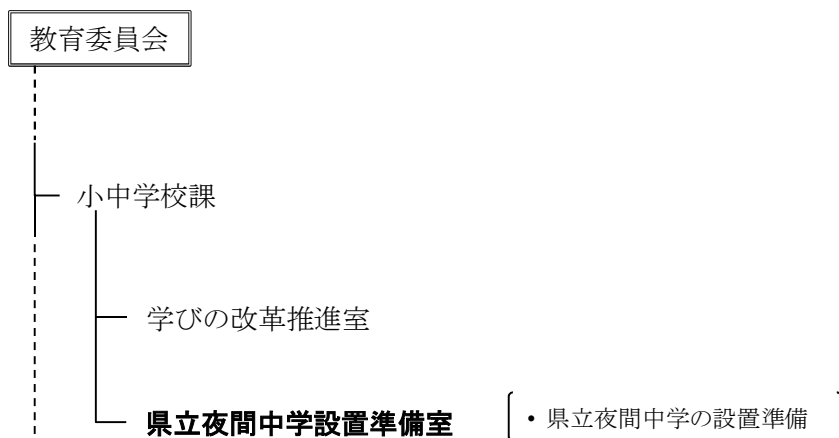 教育委員会
小中学校課
学びの改革推進室
県立夜間中学設置準備室
・県立夜間中学の設置準備